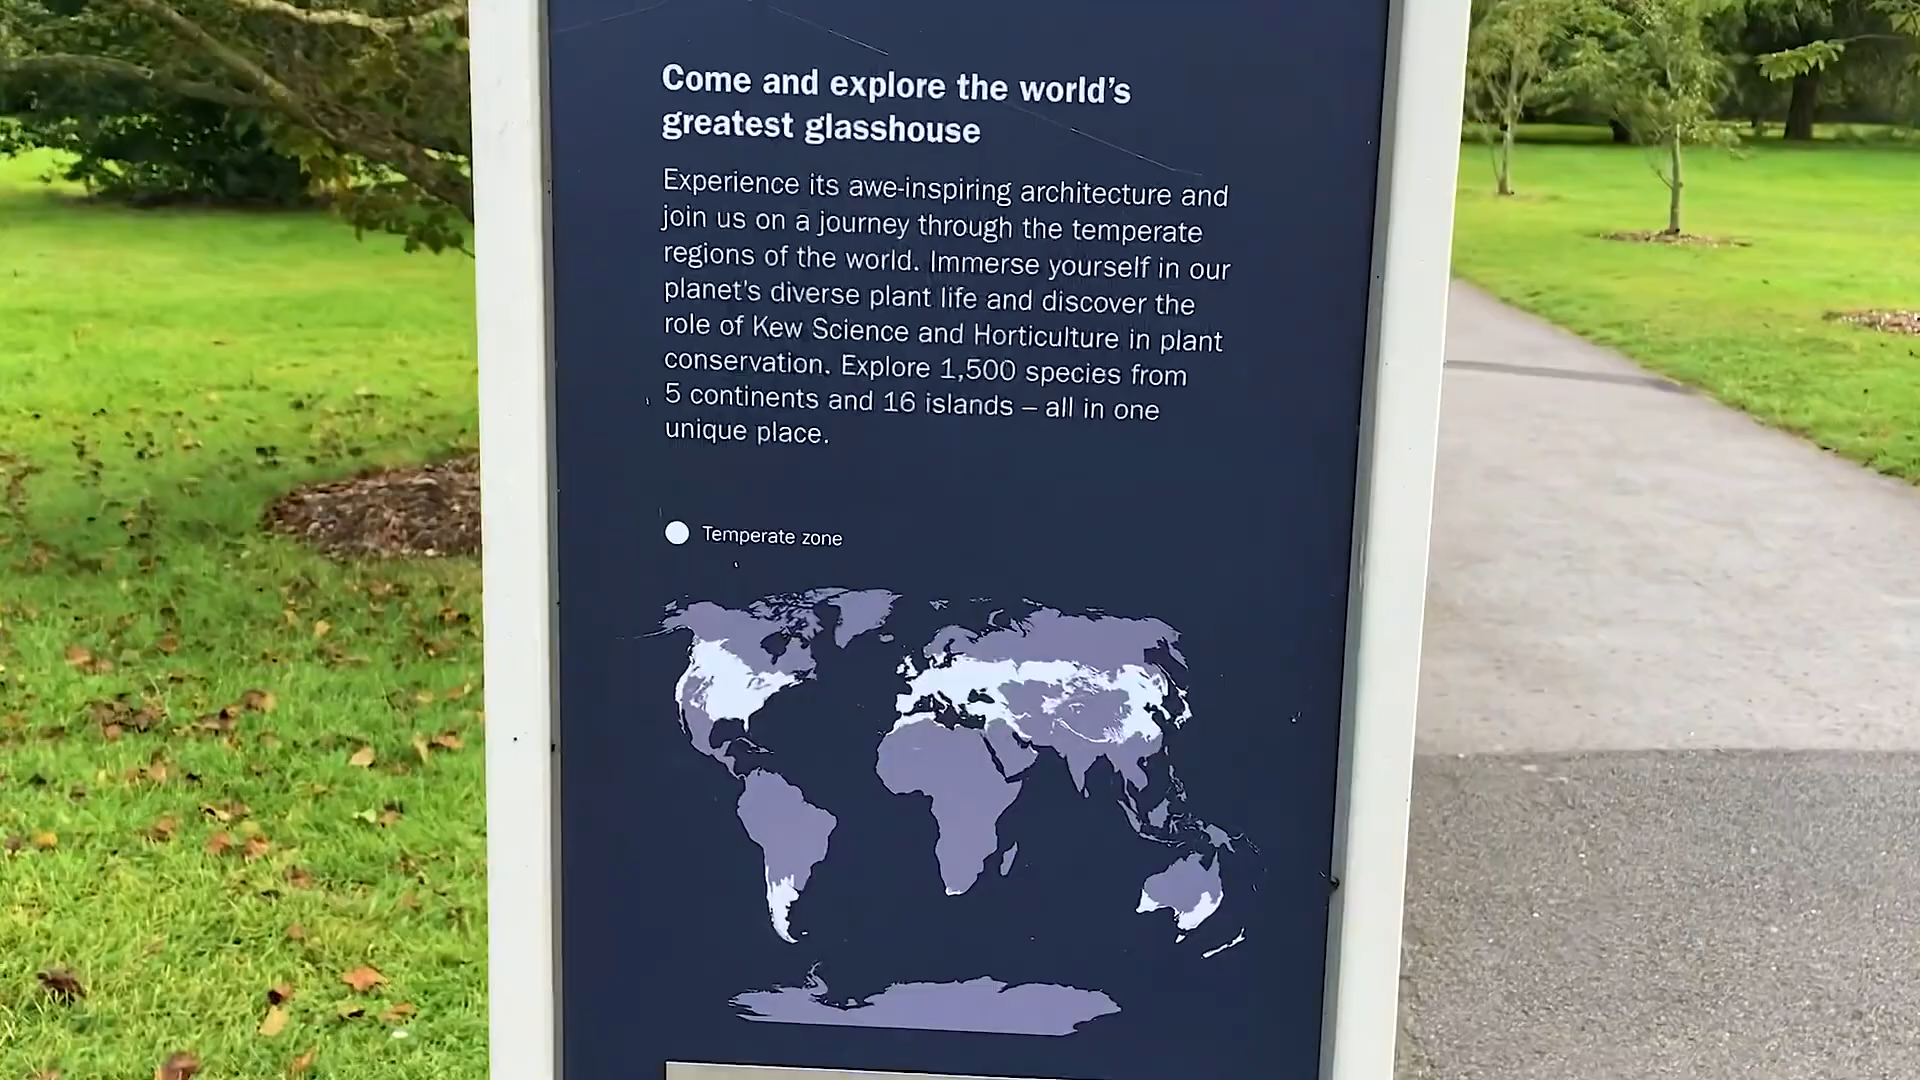 Come and explore the world's
greatest glasshouse
Experience its awe-inspiring architecture and
join us on a journey through the temperate
regions of the world. Immerse yourself in our
planet's diverse plant life and discover the
role of Kew Science and Horticulture in plant
conservation. Explore 1,500 species from
5 continents and 16 islands – all in one
unique place.
Temperate zone